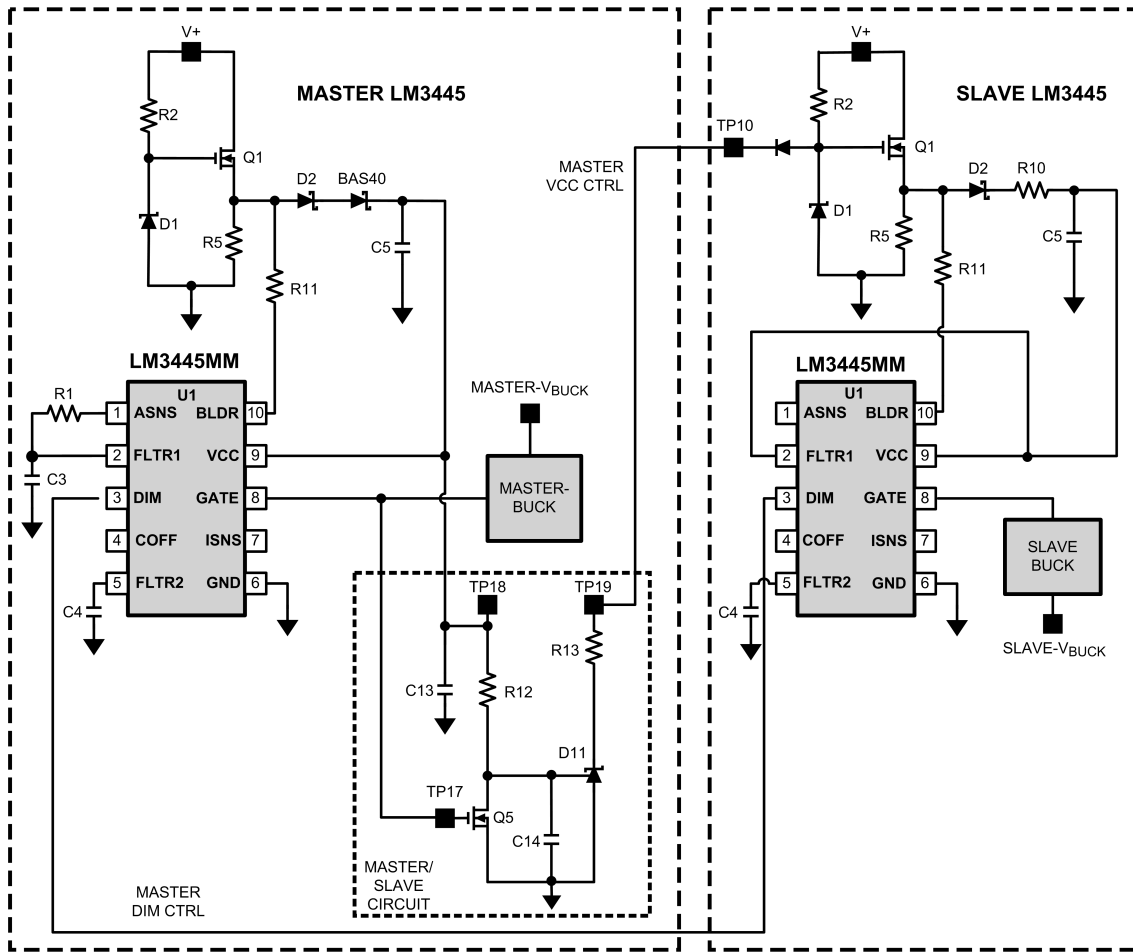 MASTER LM3445
V+
R2
Q1
D1
R5
D2
BAS40
C5
R11
LM3445MM
U1
R1
C3
C4
1 ASNS BLDR 10
2 FLTR1 VCC 9
3 DIM GATE 8
4 COFF ISNS 7
5 FLTR2 GND 6
MASTER-VBUCK
MASTER-
BUCK
MASTER
VCC CTRL
TP18
TP19
R13
C13
R12
D11
TP17
Q5
C14
MASTER/
SLAVE
CIRCUIT
MASTER
DIM CTRL
SLAVE LM3445
V+
R2
TP10
Q1
D1
R5
D2
R10
C5
R11
LM3445MM
U1
1 ASNS BLDR 10
2 FLTR1 VCC 9
3 DIM GATE 8
4 COFF ISNS 7
5 FLTR2 GND 6
C4
SLAVE
BUCK
SLAVE-VBUCK